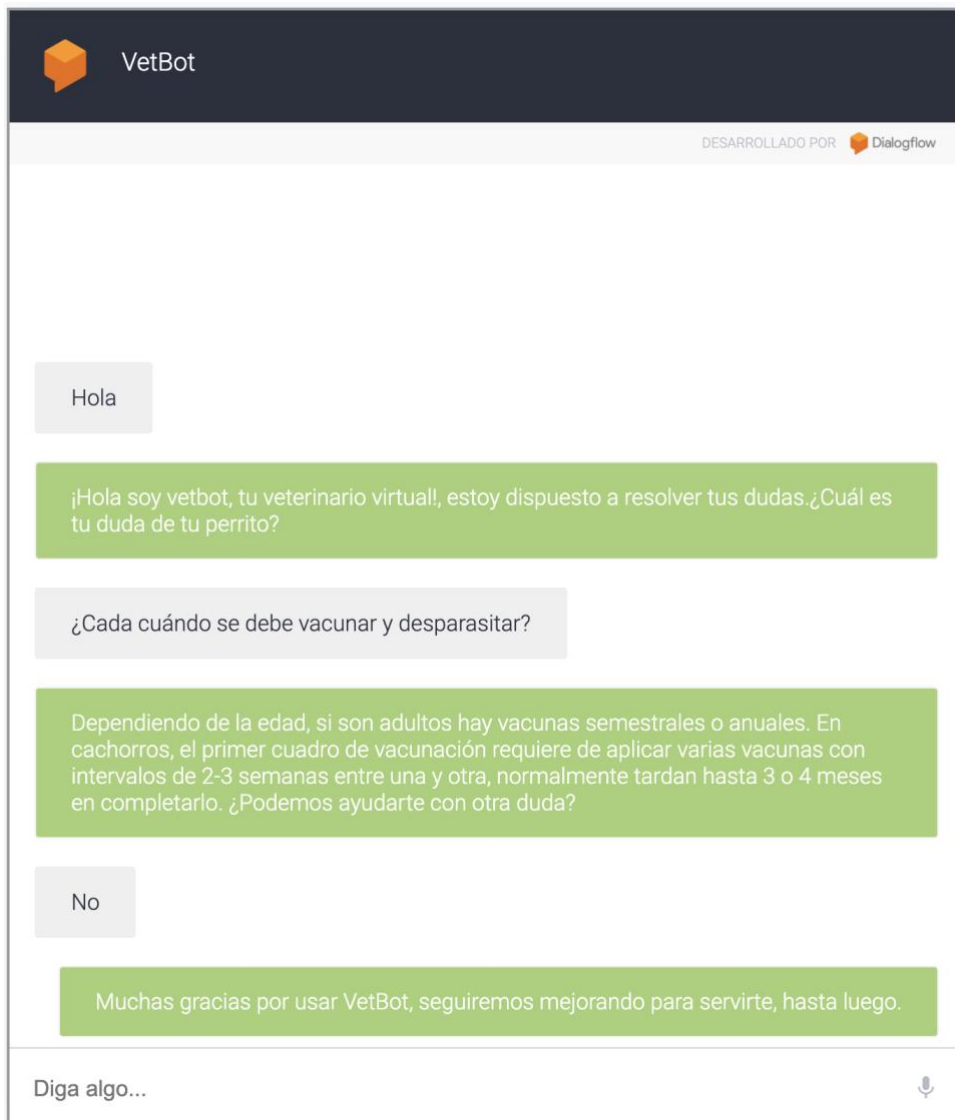 VetBot
DESARROLLADO POR Dialogflow
Hola
¡Hola soy vetbot, tu veterinario virtual!, estoy dispuesto a resolver tus dudas.¿Cuál es
tu duda de tu perrito?
¿Cada cuándo se debe vacunar y desparasitar?
Dependiendo de la edad, si son adultos hay vacunas semestrales o anuales. En
cachorros, el primer cuadro de vacunación requiere de aplicar varias vacunas con
intervalos de 2-3 semanas entre una y otra, normalmente tardan hasta 3 o 4 meses
en completarlo. ¿Podemos ayudarte con otra duda?
No
Muchas gracias por usar VetBot, seguiremos mejorando para servirte, hasta luego.
Diga algo...